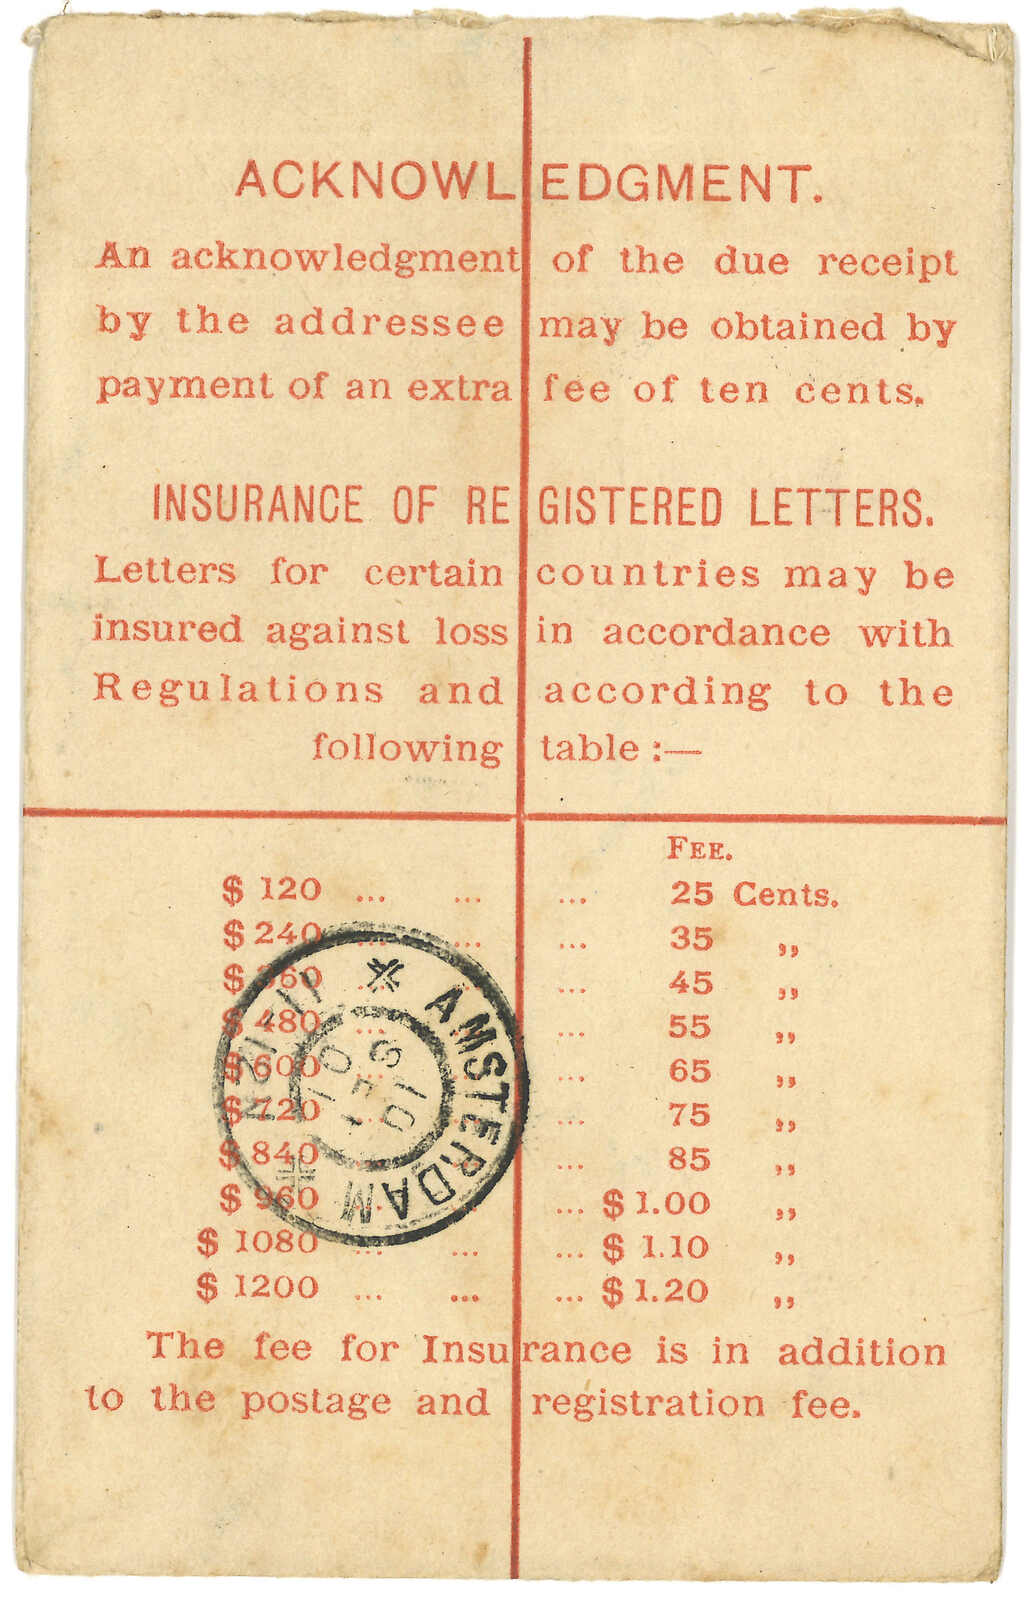 ACKNOWLEDGMENT.
An acknowledgment of the due receipt
by the addressee may be obtained by
payment of an extra fee of ten cents.
INSURANCE OF REGISTERED LETTERS.
Letters for certain countries may be
insured against loss in accordance with
Regulations and according to the
following table :—
FEE.
$ 120 ... ... ... 25 Cents.
$ 240 ... ... ... 35 ,,
$ 360 ... ... ... 45 ,,
$ 480 ... ... ... 55 ,,
$ 600 ... ... ... 65 ,,
$ 720 ... ... ... 75 ,,
$ 840 ... ... ... 85 ,,
$ 960 ... ... ... $ 1.00 ,,
$ 1080 ... ... ... $ 1.10 ,,
$ 1200 ... ... ... $ 1.20 ,,
AMSTERDAM
The fee for Insurance is in addition
to the postage and registration fee.